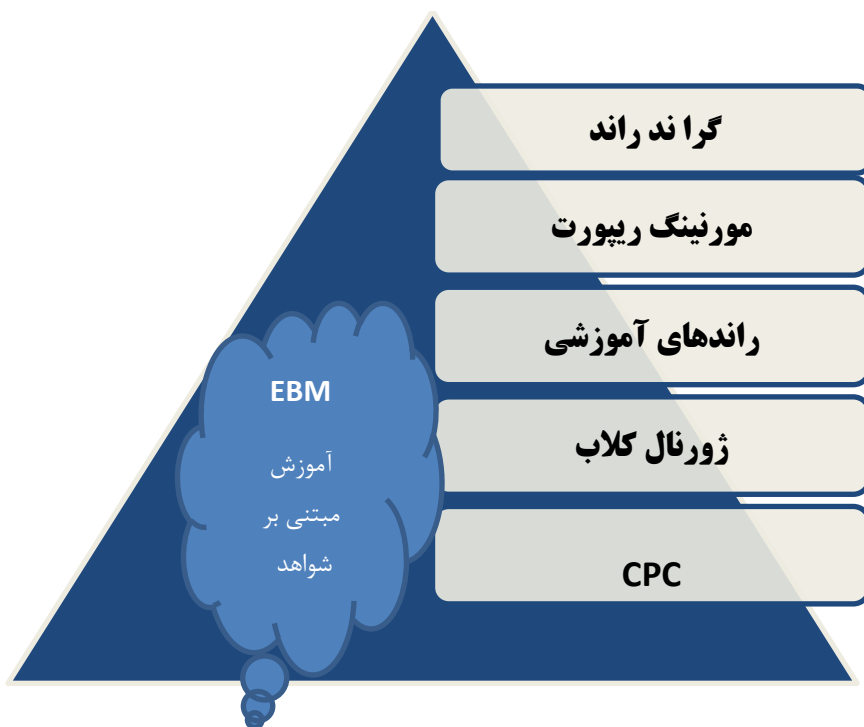 گرا ند راند
مورنینگ ریپورت
راندهای آموزشی
ژورنال کلاب
CPC
EBM
آموزش
مبتنی بر
شواهد